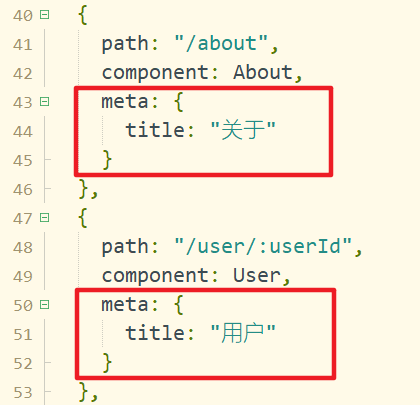 40 {
41 path: "/about",
42 component: About,
43 meta: {
44 title: "关于"
45 }
46 },
47 {
48 path: "/user/:userId",
49 component: User,
50 meta: {
51 title: "用户"
52 }
53 },